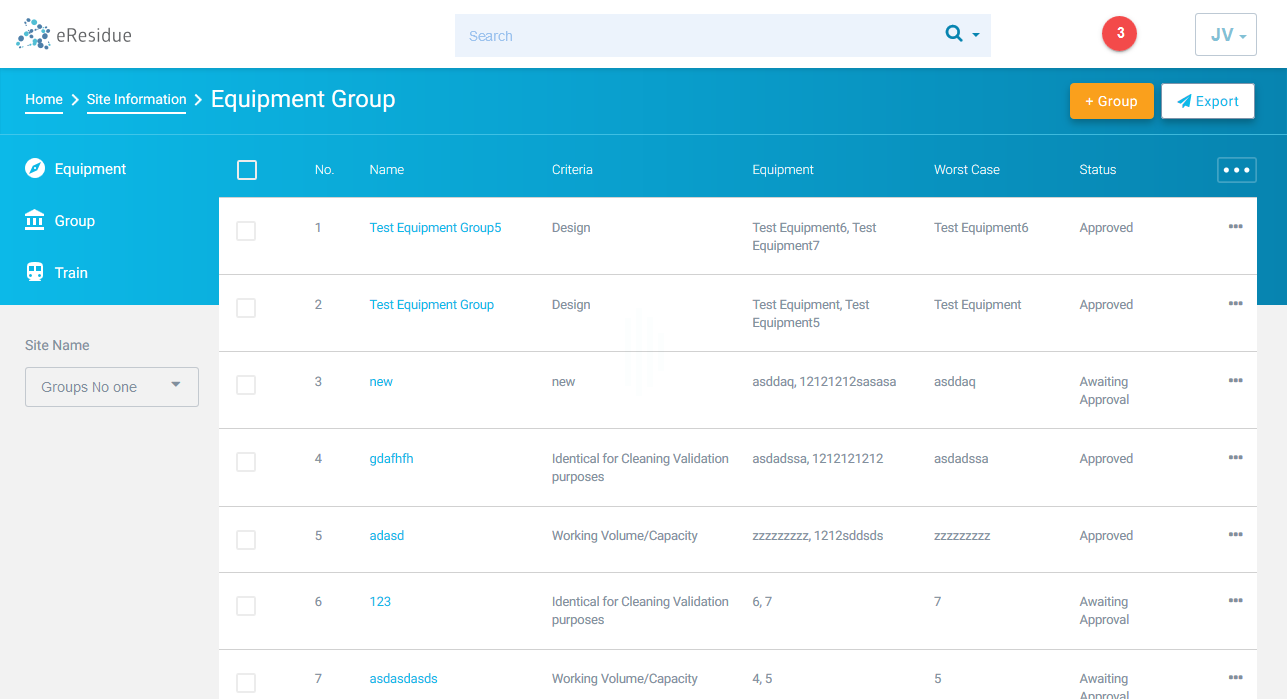 eResidue
Search
3
JV
Home Site Information Equipment Group
+ Group
Export
Equipment
Group
Train
Site Name
Groups No one
No. Name Criteria Equipment Worst Case Status
1 Test Equipment Group5 Design Test Equipment6, Test Test Equipment6 Approved
Equipment7
2 Test Equipment Group Design Test Equipment, Test Test Equipment Approved
Equipment5
3 new new asddaq, 12121212sasasa asddaq Awaiting
Approval
4 gdafhfh Identical for Cleaning Validation asdadssa, 1212121212 asdadssa Approved
purposes
5 adasd Working Volume/Capacity zzzzzzzzz, 1212sddsds zzzzzzzzz Approved
6 123 Identical for Cleaning Validation 6, 7 7 Awaiting
purposes Approval
7 asdasdasds Working Volume/Capacity 4, 5 5 Awaiting
Approval